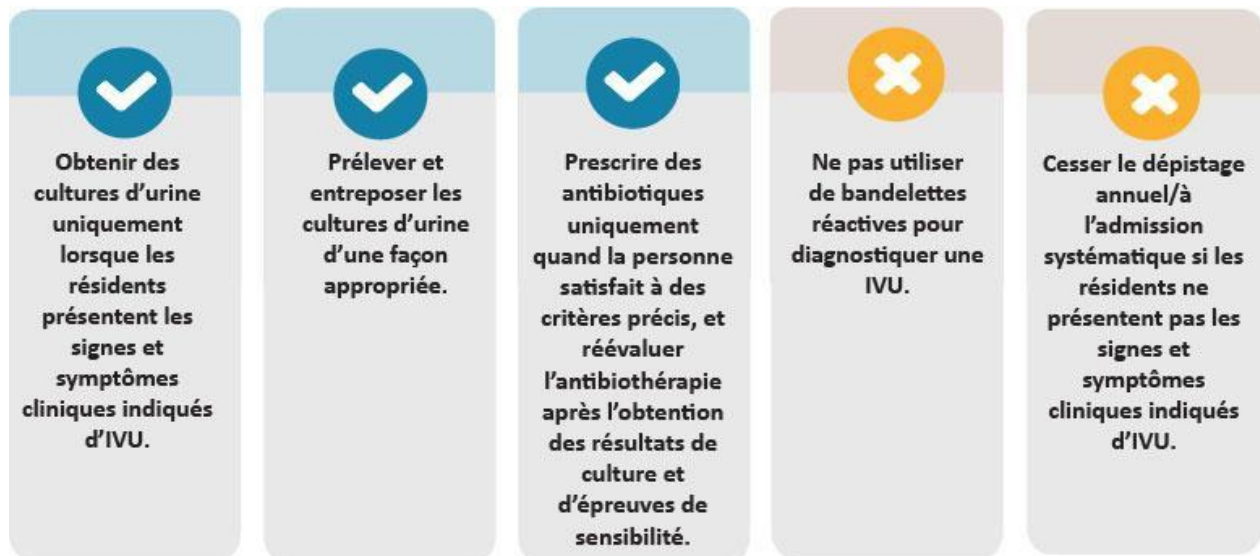 Obtenir des
cultures d’urine
uniquement
lorsque les
résidents
présentent les
signes et
symptômes
cliniques indiqués
d’IVU.
Prélever et
entreposer les
cultures d’urine
d’une façon
appropriée.
Prescrire des
antibiotiques
uniquement
quand la personne
satisfait à des
critères précis, et
réévaluer
l’antibiothérapie
après l’obtention
des résultats de
culture et
d’épreuves de
sensibilité.
Ne pas utiliser
de bandelettes
réactives pour
diagnostiquer une
IVU.
Cesser le dépistage
annuel/à
l’admission
systématique si les
résidents ne
présentent pas les
signes et
symptômes
cliniques indiqués
d’IVU.